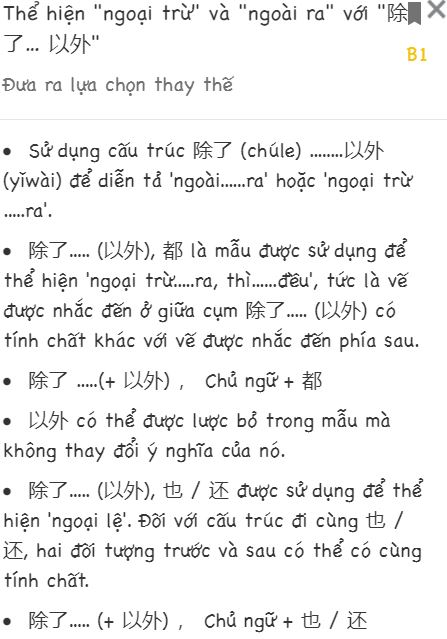 Thể hiện "ngoại trừ" và "ngoài ra" với "除
了... 以外"
B1
Đưa ra lựa chọn thay thế
• Sử dụng cấu trúc 除了 (chúle) ........以外
(yǐwài) để diễn tả 'ngoài......ra' hoặc 'ngoại trừ
.....ra'.
• 除了..... (以外), 都 là mẫu được sử dụng để
thể hiện 'ngoại trừ.....ra, thì......đều', tức là vế
được nhắc đến ở giữa cụm 除了..... (以外) có
tính chất khác với vế được nhắc đến phía sau.
• 除了 .....(+ 以外) ， Chủ ngữ + 都
• 以外 có thể được lược bỏ trong mẫu mà
không thay đổi ý nghĩa của nó.
• 除了..... (以外), 也 / 还 được sử dụng để thể
hiện 'ngoại lệ'. Đối với cấu trúc đi cùng 也 /
还, hai đối tượng trước và sau có thể có cùng
tính chất.
• 除了..... (+ 以外) ， Chủ ngữ + 也 / 还